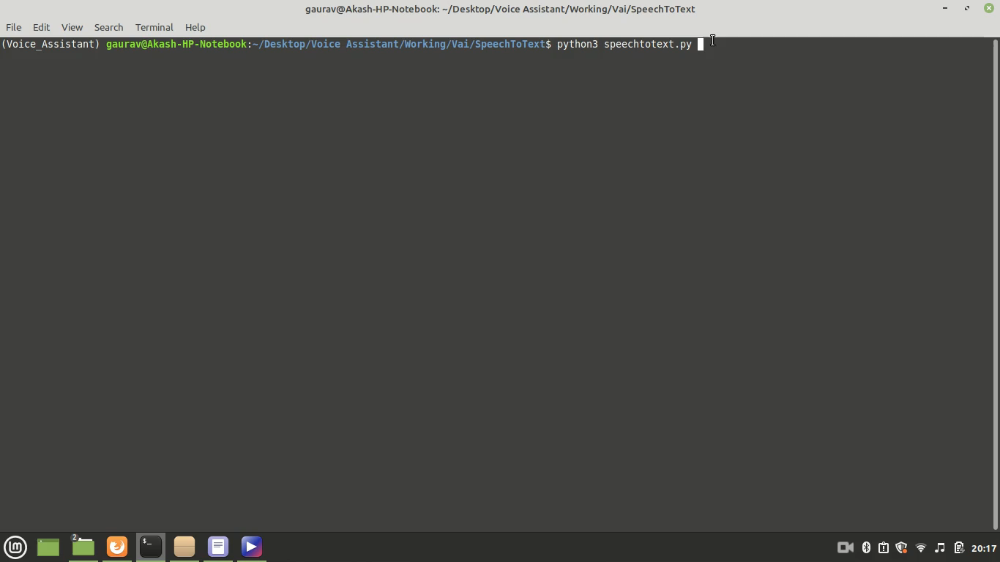 gaurav@Akash-HP-Notebook: ~/Desktop/Voice Assistant/Working/Vai/SpeechToText
File Edit View Search Terminal Help
(Voice_Assistant) gaurav@Akash-HP-Notebook:~/Desktop/Voice Assistant/Working/Vai/SpeechToText$ python3 speechtotext.py
2
$_
20:17